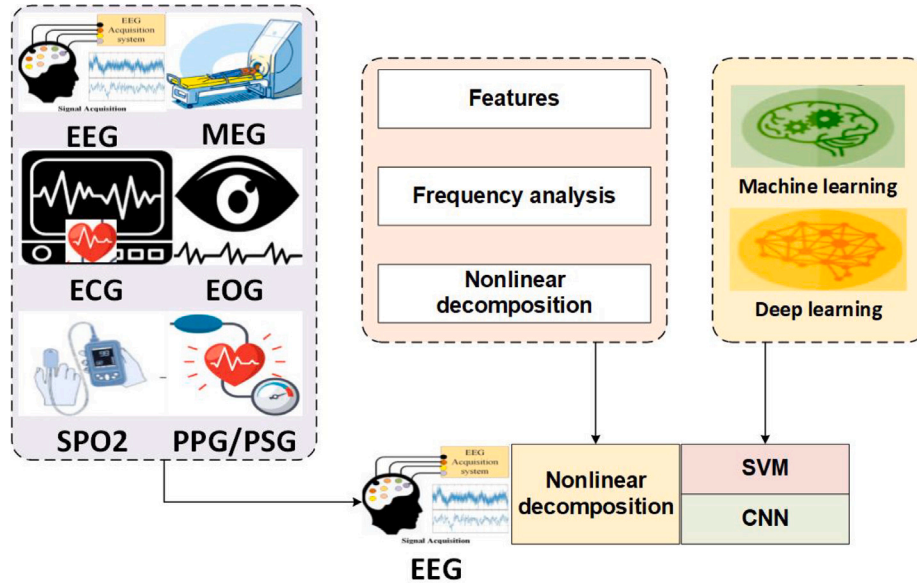 EEG
Acquisition
system
Signal Acquisition
EEG
MEG
ECG
EOG
SPO2
PPG/PSG
Features
Frequency analysis
Nonlinear
decomposition
Machine learning
Deep learning
EEG
Acquisition
system
Signal Acquisition
EEG
Nonlinear
decomposition
SVM
CNN